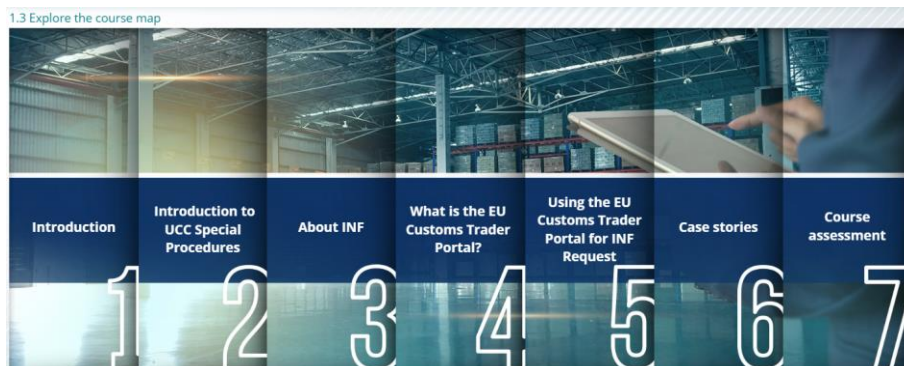 1.3 Explore the course map
Introduction
1
Introduction to
UCC Special
Procedures
2
About INF
3
What is the EU
Customs Trader
Portal?
4
Using the EU
Customs Trader
Portal for INF
Request
5
Case stories
6
Course
assessment
7